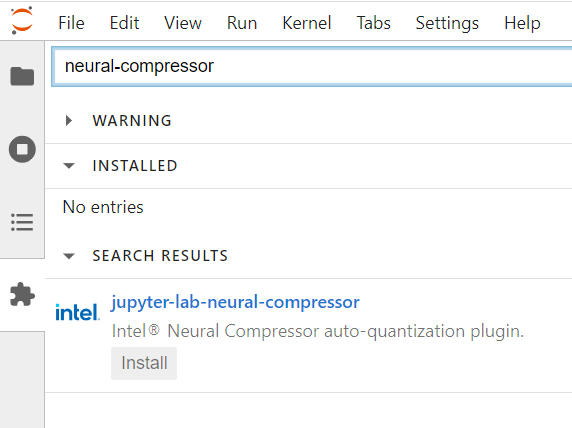 File Edit View Run Kernel Tabs Settings Help
neural-compressor
WARNING
INSTALLED
No entries
SEARCH RESULTS
intel.
jupyter-lab-neural-compressor
Intel® Neural Compressor auto-quantization plugin.
Install